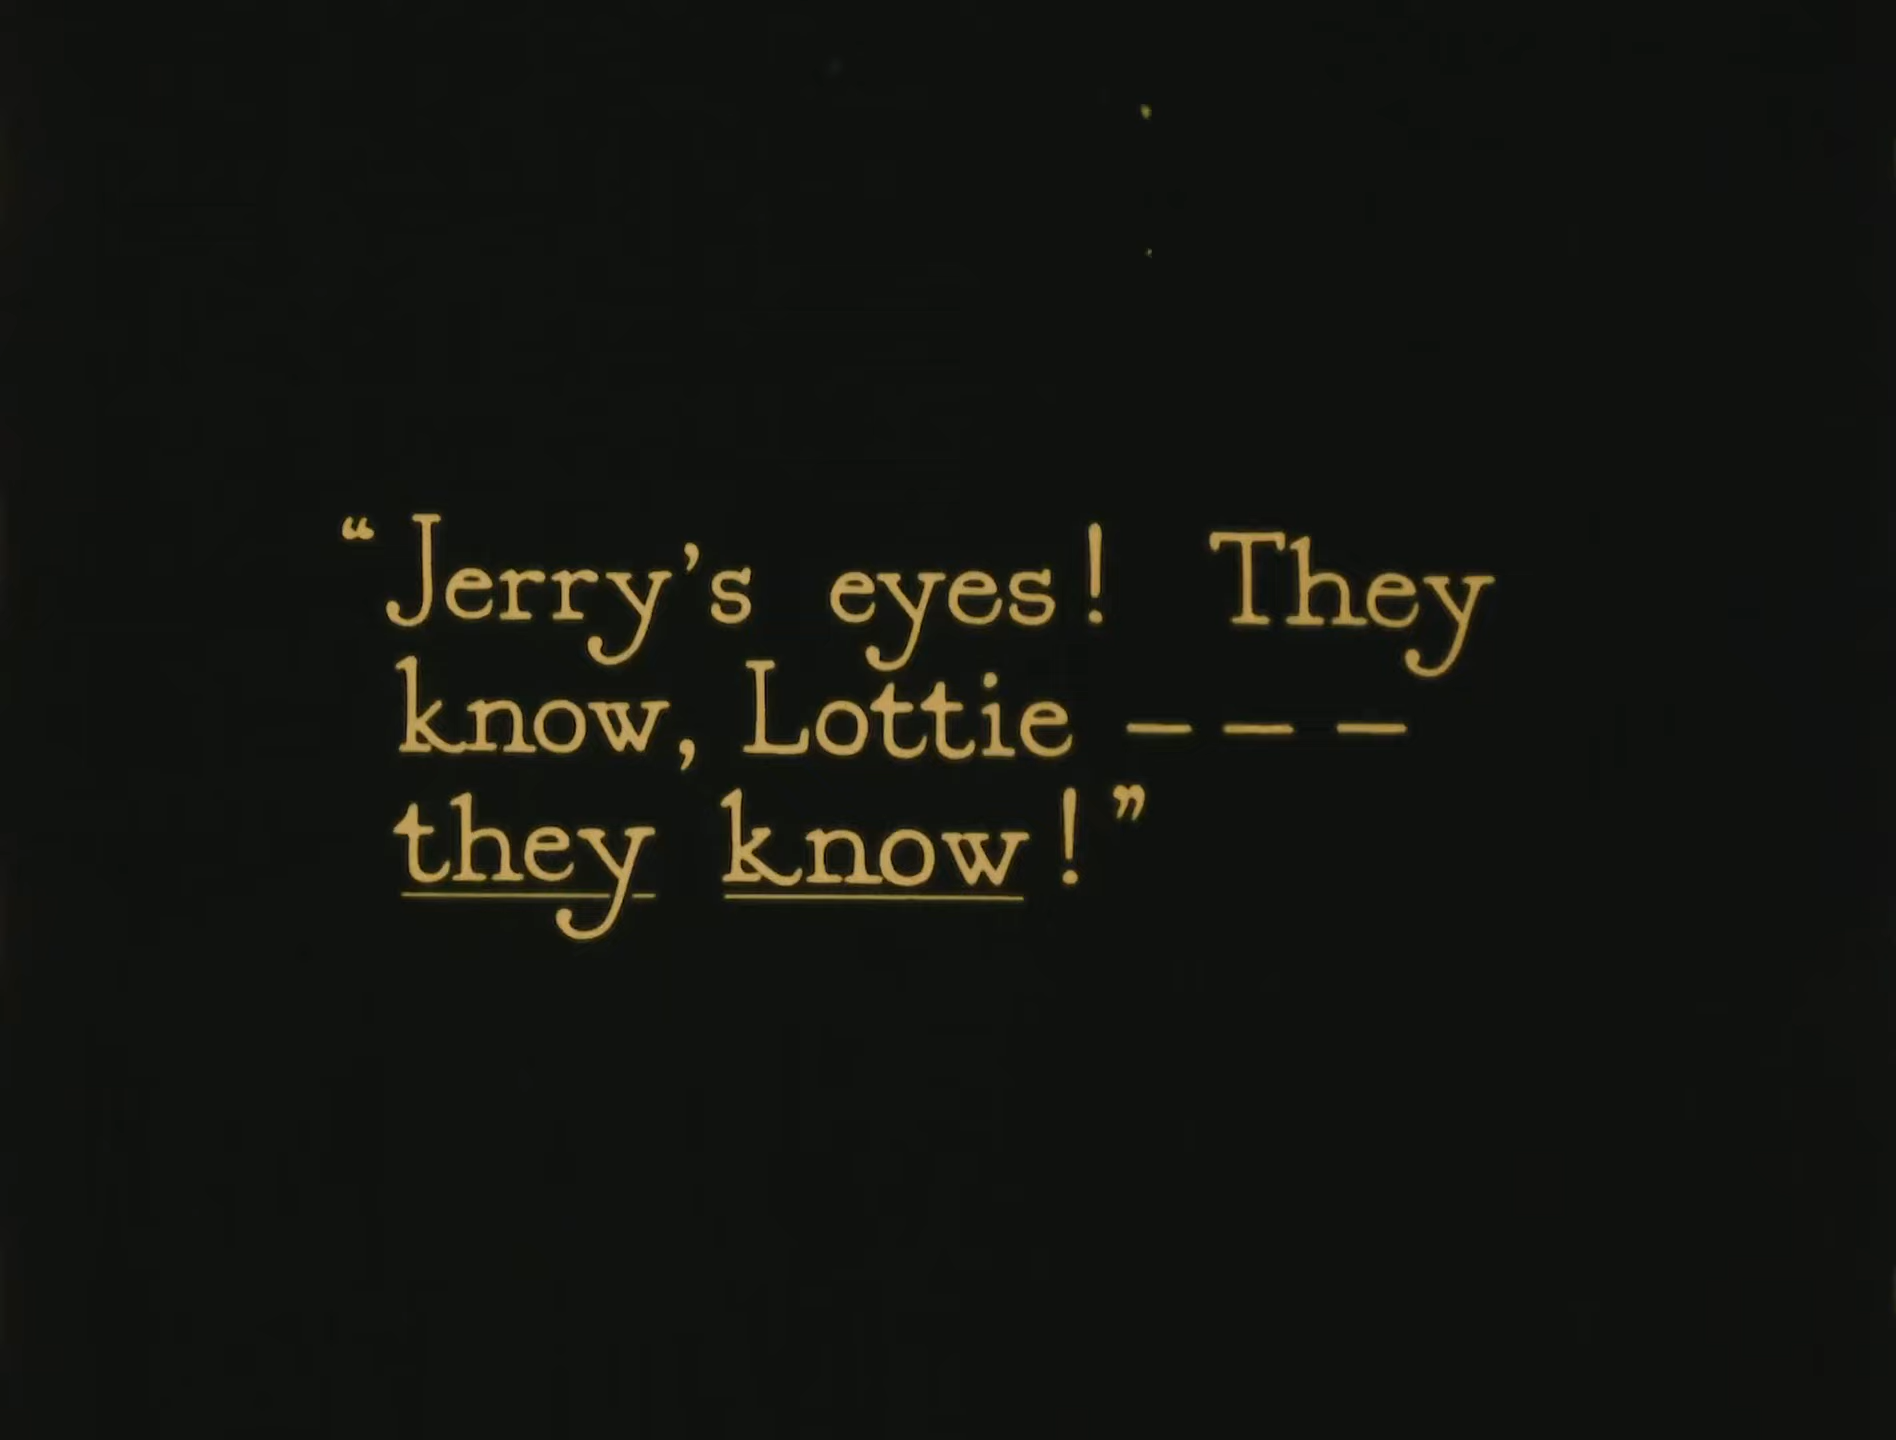 “Jerry’s eyes! They
know, Lottie — — —
they know!”